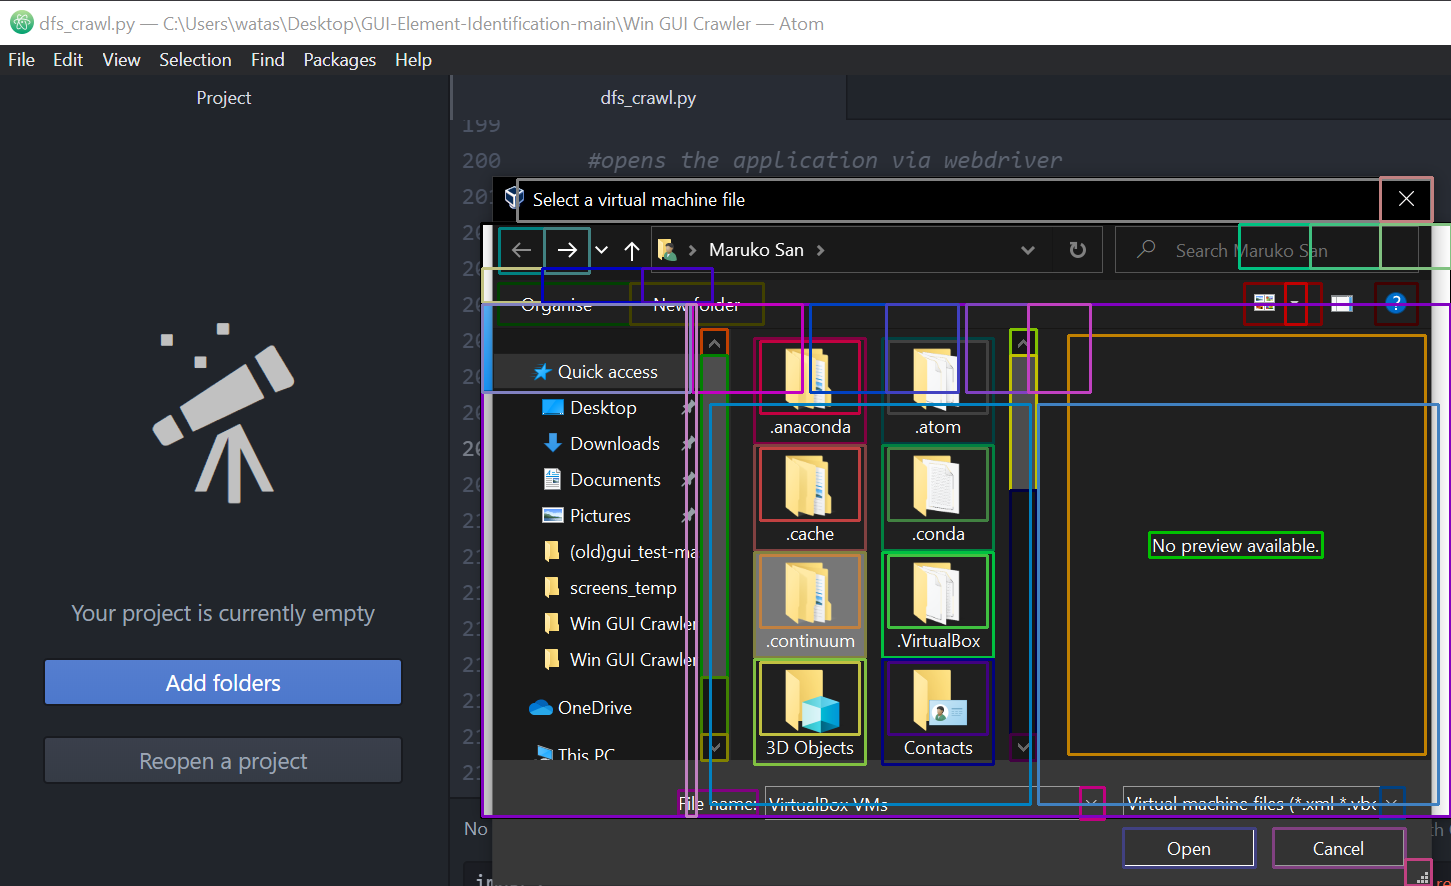 dfs_crawl.py — C:\Users\watas\Desktop\GUI-Element-Identification-main\Win GUI Crawler — Atom
File Edit View Selection Find Packages Help
Project
dfs_crawl.py
199
200 #opens the application via webdriver
Select a virtual machine file
Maruko San
Search Maruko San
Organise
New folder
Quick access
Desktop
Downloads
Documents
Pictures
(old)gui_test-ma
screens_temp
Win GUI Crawler
Win GUI Crawler
OneDrive
This PC
.anaconda
.atom
.cache
.conda
.continuum
.VirtualBox
3D Objects
Contacts
No preview available.
Your project is currently empty
Add folders
Reopen a project
File name:
VirtualBox VMs
Virtual machine files (*.xml *.vbo
No
Open
Cancel